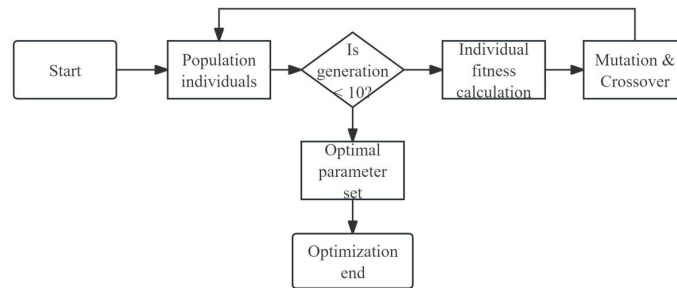 Start
Population
individuals
Is
generation
< 10?
Individual
fitness
calculation
Mutation &
Crossover
Optimal
parameter
set
Optimization
end